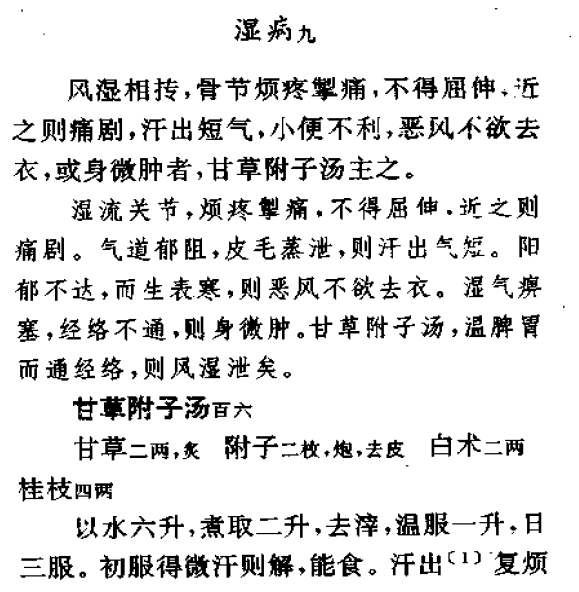 湿病九
风湿相抟,骨节烦疼掣痛,不得屈伸,近
之则痛剧,汗出短气,小便不利,恶风不欲去
衣,或身微肿者,甘草附子汤主之。
湿流关节,烦疼掣痛,不得屈伸,近之则
痛剧。气道郁阻,皮毛蒸泄,则汗出气短。阳
郁不达,而生表寒,则恶风不欲去衣。湿气痹
塞,经络不通,则身微肿。甘草附子汤,温脾胃
而通经络,则风湿泄矣。
甘草附子汤百六
甘草二两,炙 附子二枚,炮,去皮 白术二两
桂枝四两
以水六升,煮取二升,去滓,温服一升,日
三服。初服得微汗则解,能食。汗出〔1〕复烦